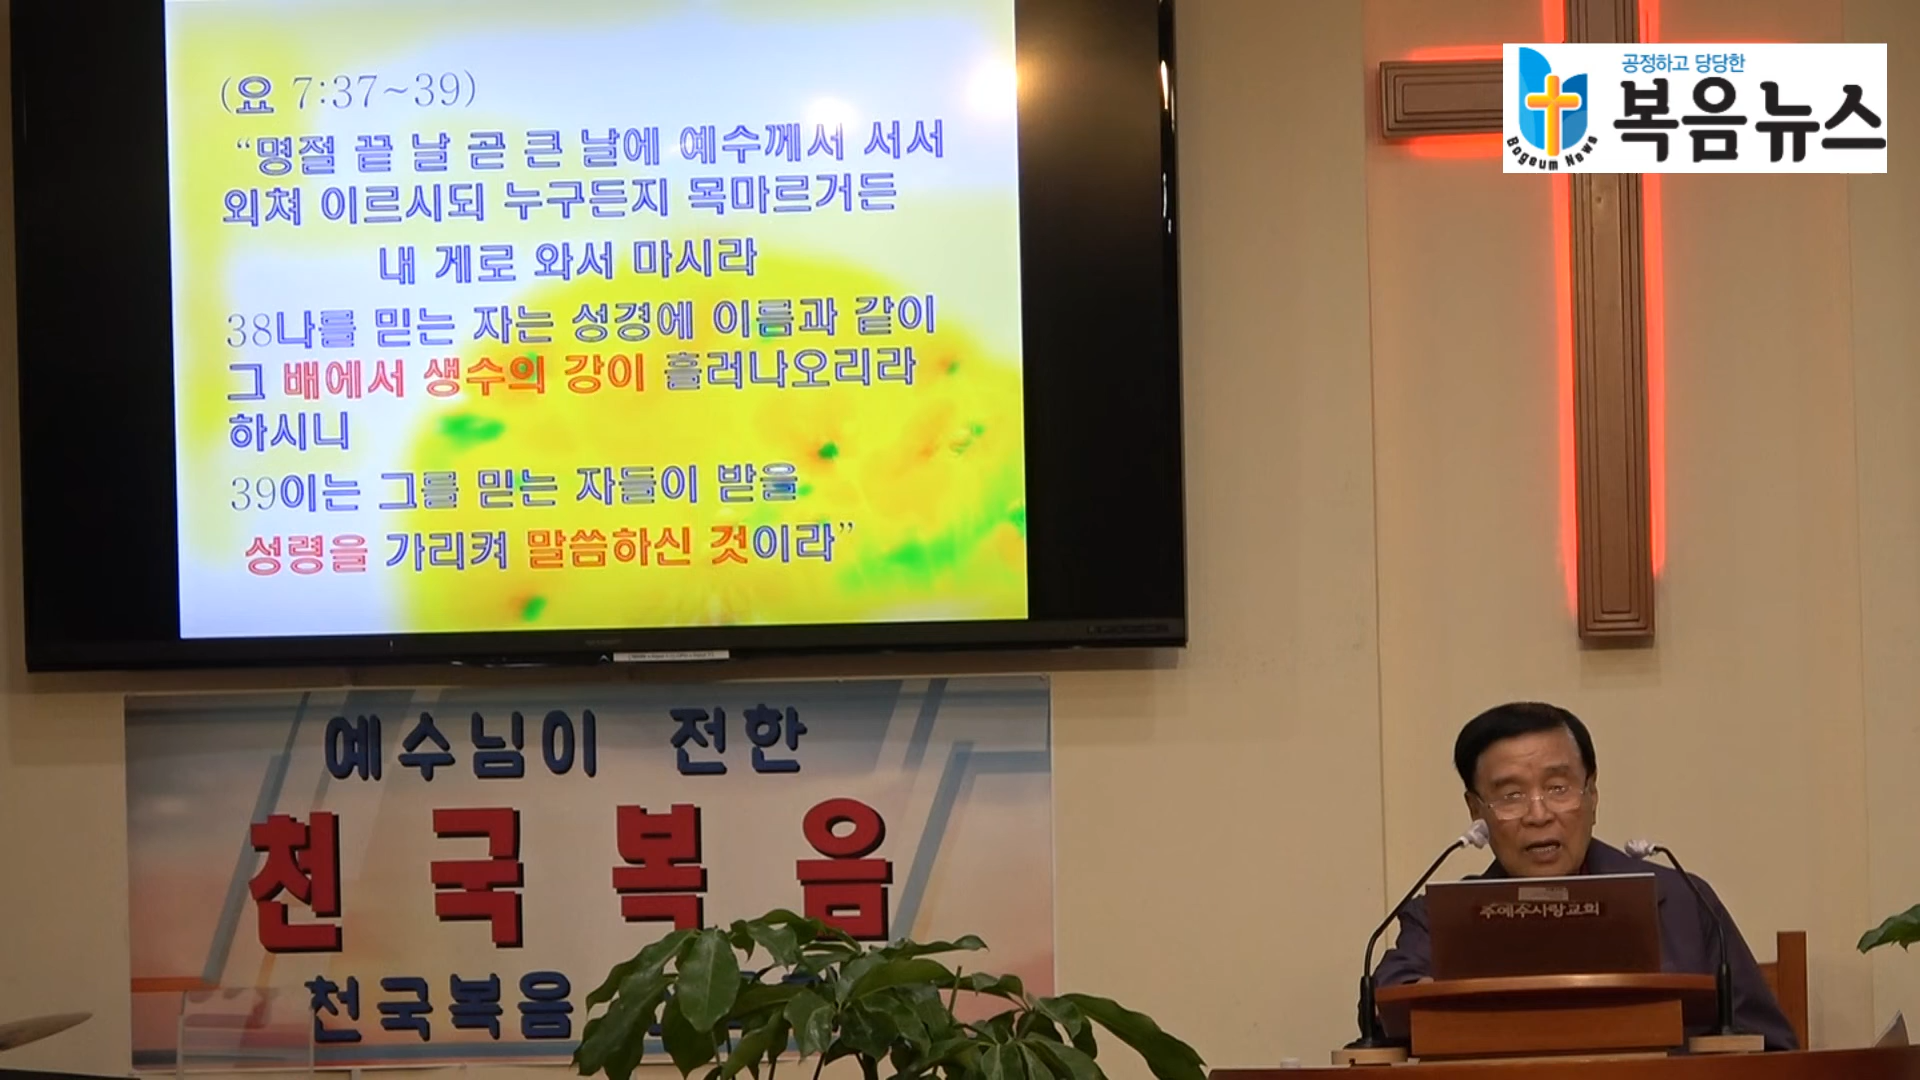 (요 7:37~39)
“명절 끝 날 곧 큰 날에 예수께서 서서
외쳐 이르시되 누구든지 목마르거든
내 게로 와서 마시라
38나를 믿는 자는 성경에 이름과 같이
그 배에서 생수의 강이 흘러나오리라
하시니
39이는 그를 믿는 자들이 받을
성령을 가리켜 말씀하신 것이라”
공정하고 당당한
복음뉴스
Bogeum News
예수님이 전한
천국복음
천국복음
주예수사랑교회